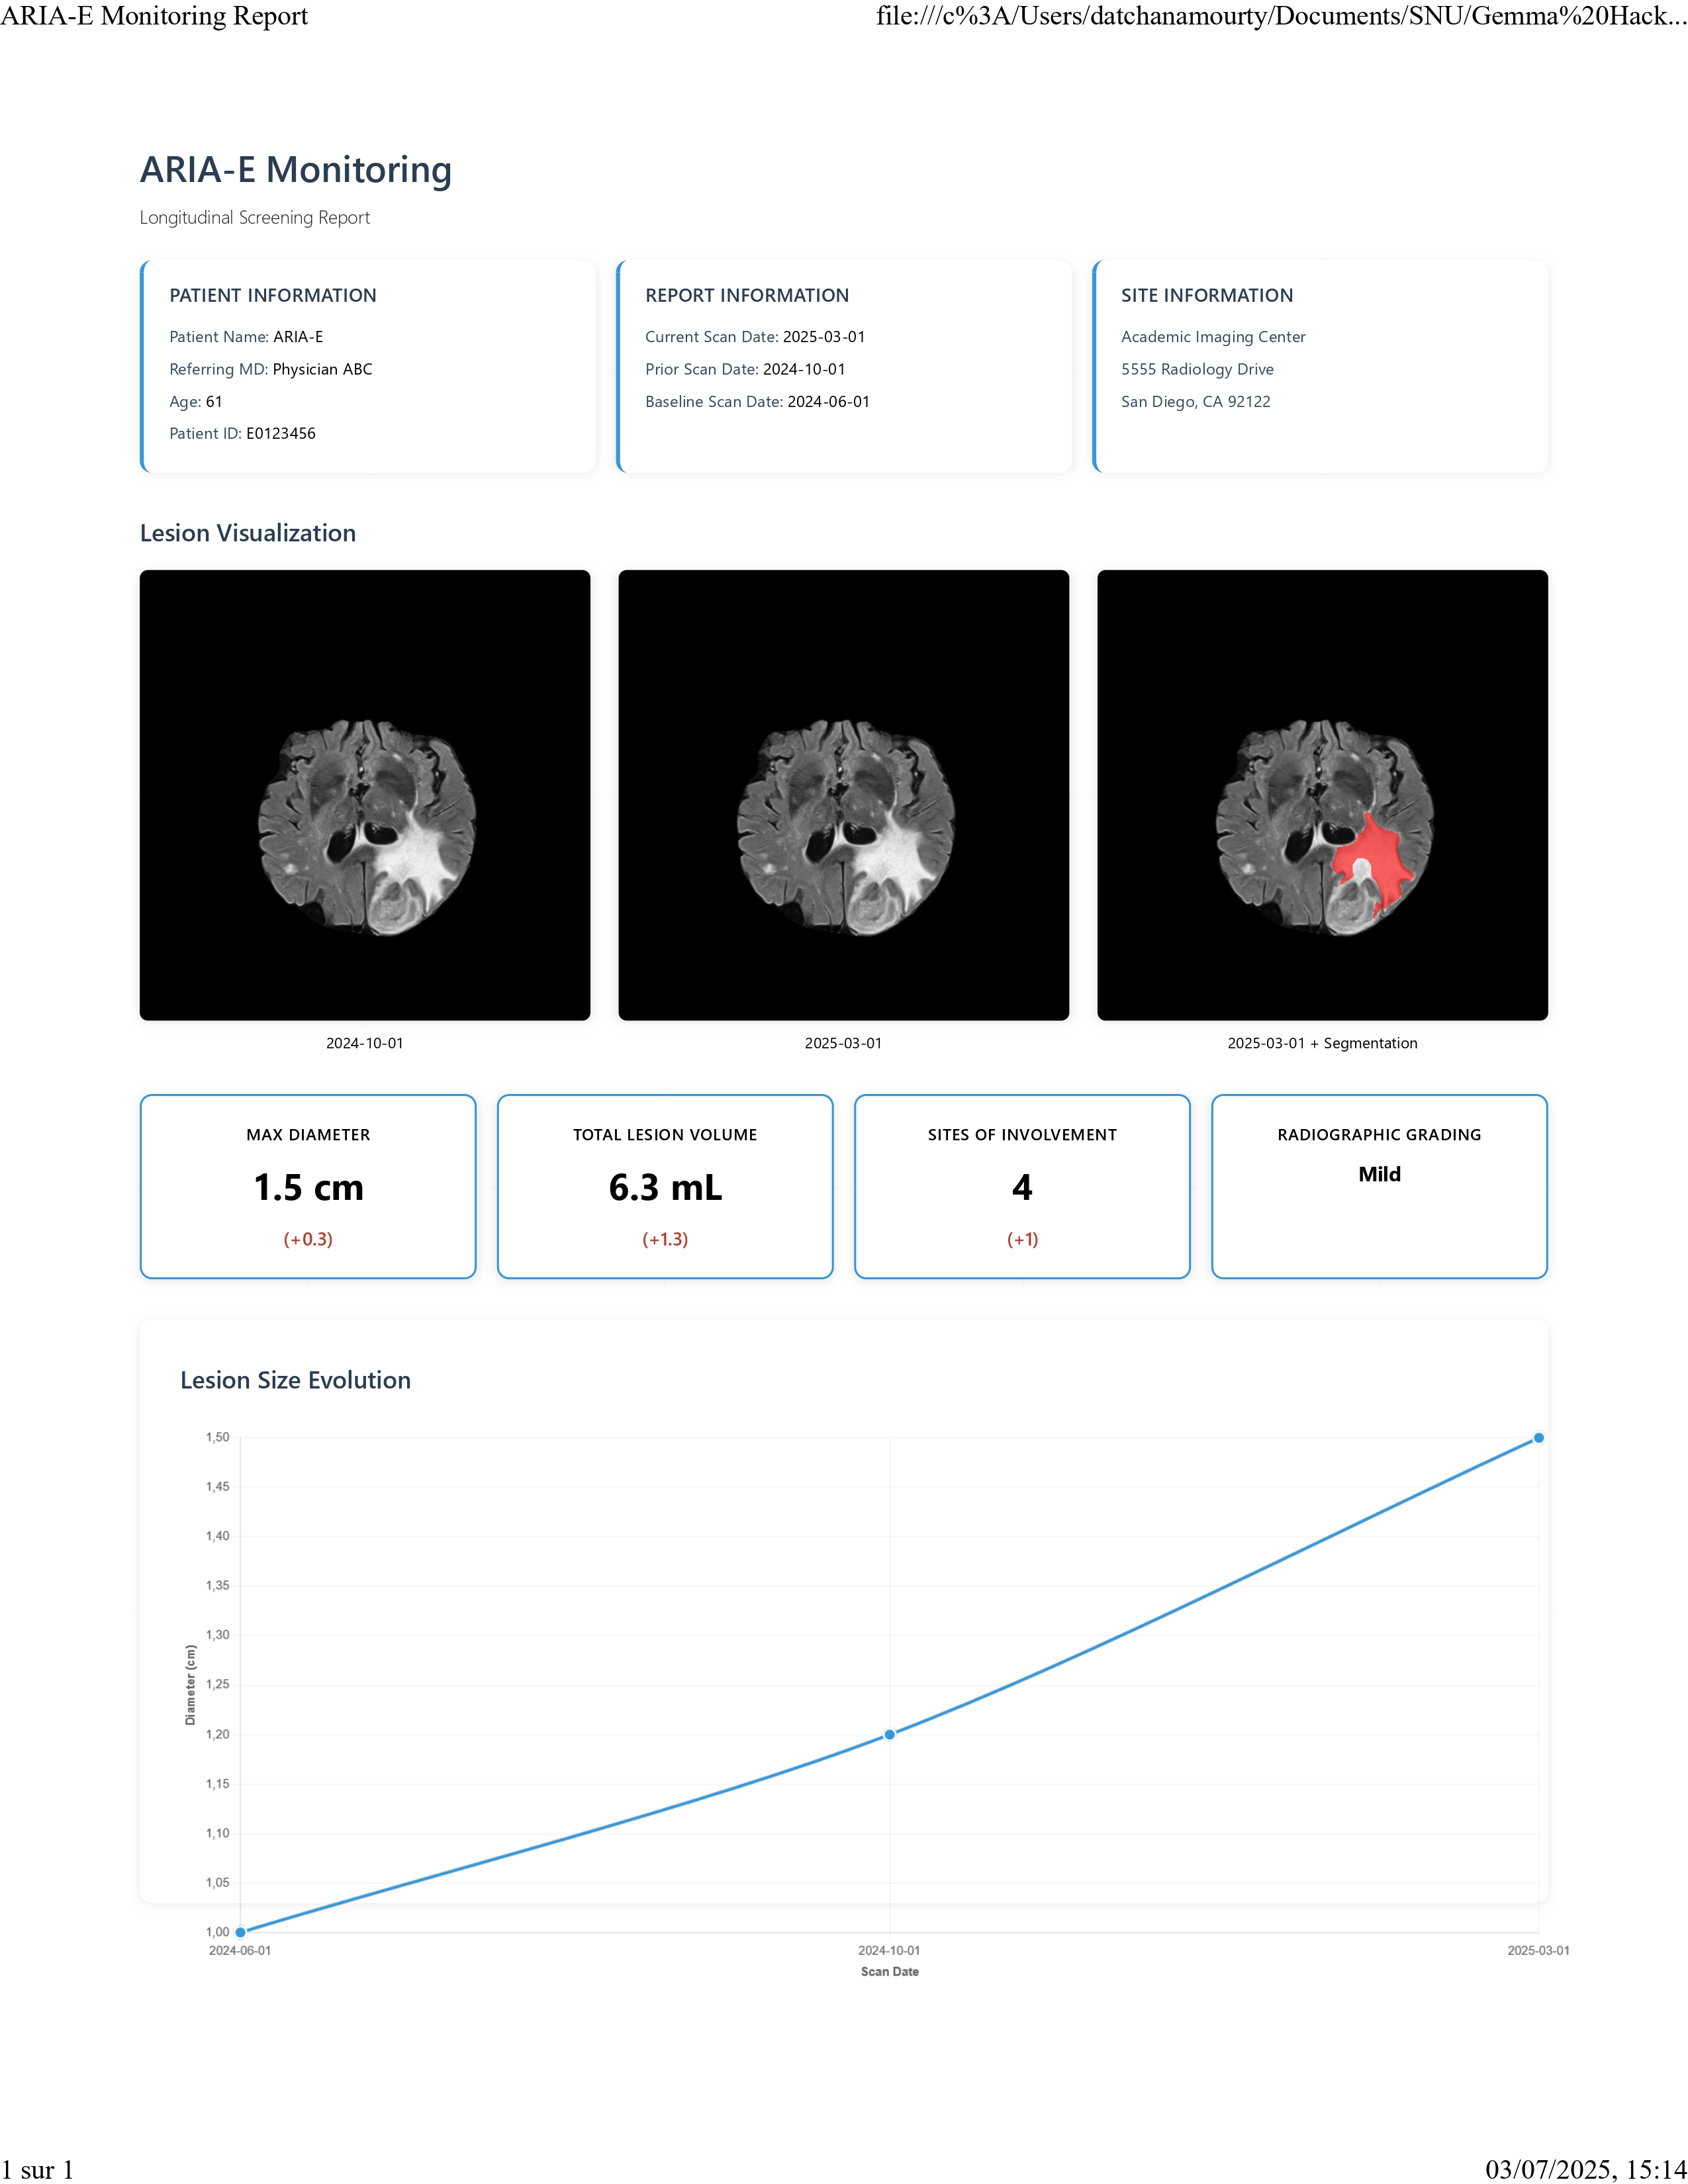 ARIA-E Monitoring Report
file:///c%3A/Users/datchanamourty/Documents/SNU/Gemma%20Hack...
ARIA-E Monitoring
Longitudinal Screening Report
PATIENT INFORMATION
Patient Name: ARIA-E
Referring MD: Physician ABC
Age: 61
Patient ID: E0123456
REPORT INFORMATION
Current Scan Date: 2025-03-01
Prior Scan Date: 2024-10-01
Baseline Scan Date: 2024-06-01
SITE INFORMATION
Academic Imaging Center
5555 Radiology Drive
San Diego, CA 92122
Lesion Visualization
2024-10-01
2025-03-01
2025-03-01 + Segmentation
MAX DIAMETER
1.5 cm
(+0.3)
TOTAL LESION VOLUME
6.3 mL
(+1.3)
SITES OF INVOLVEMENT
4
(+1)
RADIOGRAPHIC GRADING
Mild
Lesion Size Evolution
Diameter (cm)
1,50
1,45
1,40
1,35
1,30
1,25
1,20
1,15
1,10
1,05
1,00
2024-06-01
2024-10-01
2025-03-01
Scan Date
1 sur 1
03/07/2025, 15:14